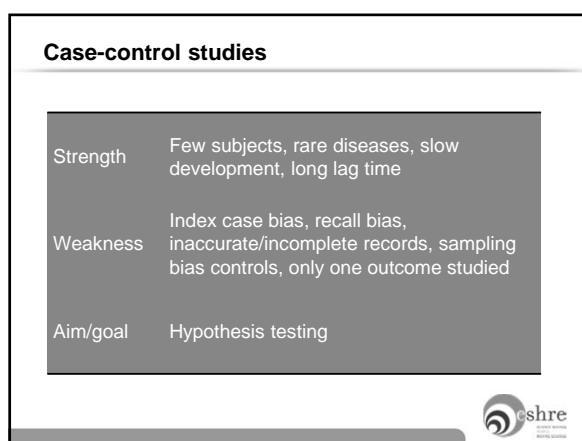 Case-control studies
Strength
Few subjects, rare diseases, slow
development, long lag time
Weakness
Index case bias, recall bias,
inaccurate/incomplete records, sampling
bias controls, only one outcome studied
Aim/goal
Hypothesis testing
eshre